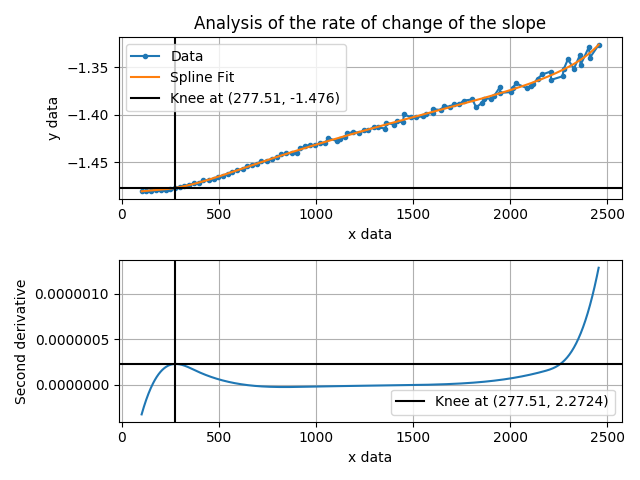 Analysis of the rate of change of the slope
Data
Spline Fit
Knee at (277.51, -1.476)
y data
−1.35
−1.40
−1.45
0
500
1000
1500
2000
2500
x data
Second derivative
0.0000010
0.0000005
0.0000000
Knee at (277.51, 2.2724)
0
500
1000
1500
2000
2500
x data